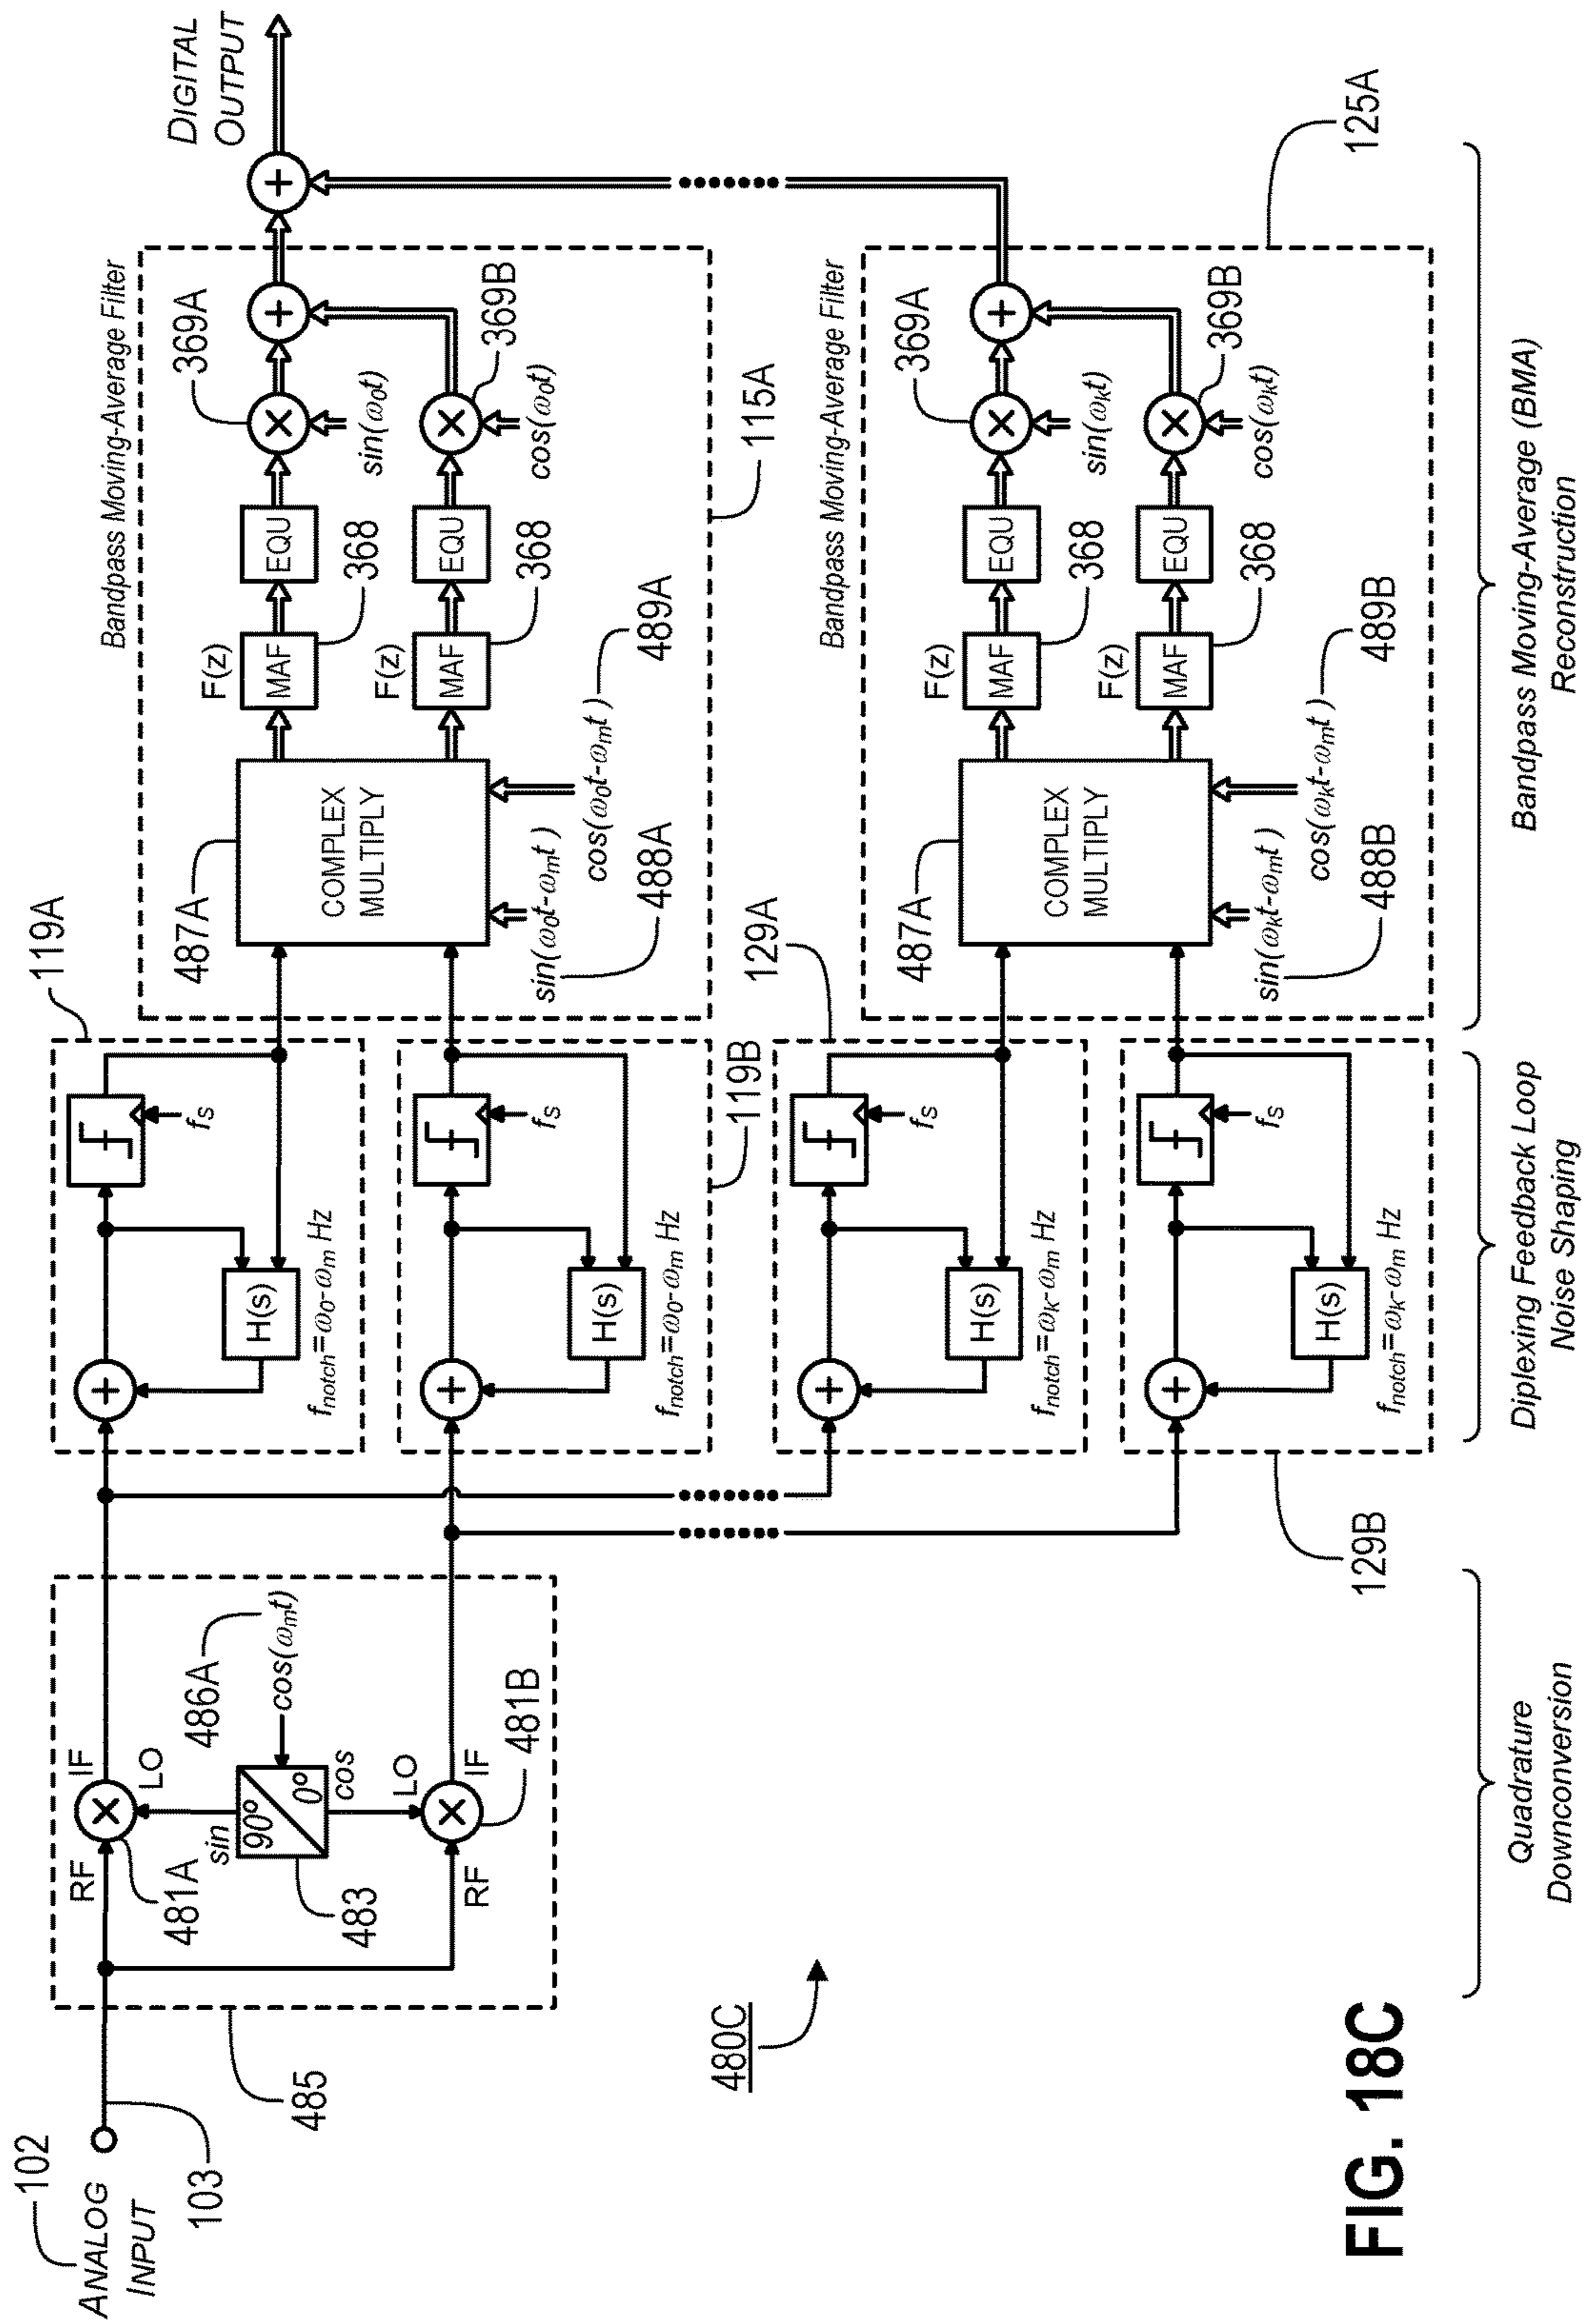 102
ANALOG
INPUT
103
485
RF
481A
IF
LO
sin
90°
0°
cos
483
486A
cos(ωmt)
LO
RF
IF
481B
480C
119A
fS
H(s)
fnotch=ω0-ωm Hz
fS
H(s)
fnotch=ω0-ωm Hz
119B
129A
fS
H(s)
fnotch=ωk-ωm Hz
fS
H(s)
fnotch=ωk-ωm Hz
129B
Bandpass Moving-Average Filter
487A
COMPLEX
MULTIPLY
sin(ω0t-ωmt )
488A
cos(ω0t-ωmt )
489A
F(z)
MAF
368
EQU
369A
sin(ω0t)
F(z)
MAF
368
EQU
369B
cos(ω0t)
115A
DIGITAL
OUTPUT
Bandpass Moving-Average Filter
487A
COMPLEX
MULTIPLY
sin(ωkt-ωmt )
488B
cos(ωkt-ωmt )
489B
F(z)
MAF
368
EQU
369A
sin(ωkt)
F(z)
MAF
368
EQU
369B
cos(ωkt)
125A
Quadrature
Downconversion
Diplexing Feedback Loop
Noise Shaping
Bandpass Moving-Average (BMA)
Reconstruction
FIG. 18C